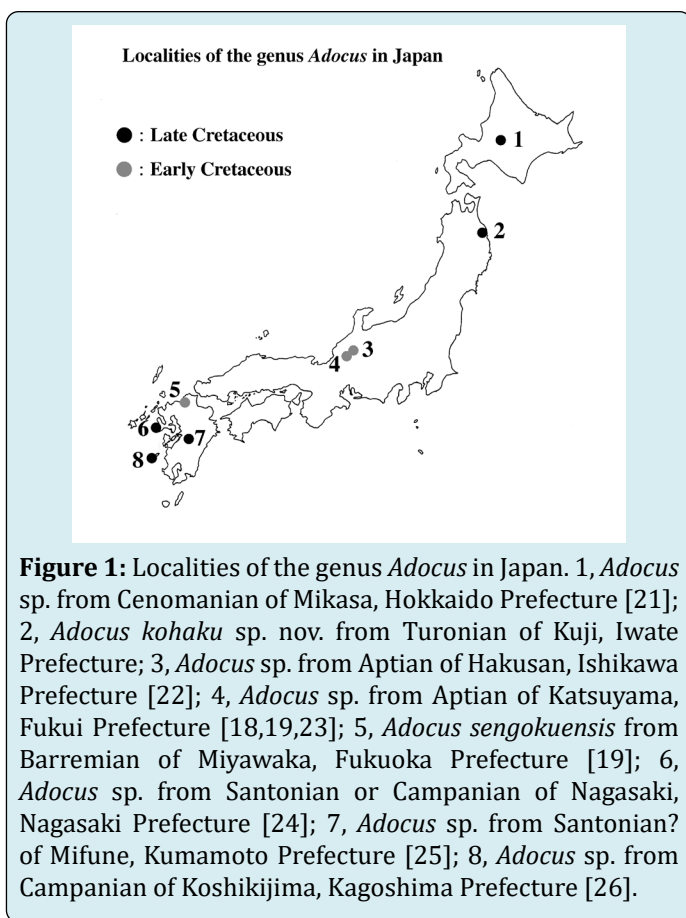 Localities of the genus Adocus in Japan
: Late Cretaceous
: Early Cretaceous
1
2
3
4
5
6
7
8
Figure 1: Localities of the genus Adocus in Japan. 1, Adocus
sp. from Cenomanian of Mikasa, Hokkaido Prefecture [21];
2, Adocus kohaku sp. nov. from Turonian of Kuji, Iwate
Prefecture; 3, Adocus sp. from Aptian of Hakusan, Ishikawa
Prefecture [22]; 4, Adocus sp. from Aptian of Katsuyama,
Fukui Prefecture [18,19,23]; 5, Adocus sengokuensis from
Barremian of Miyawaka, Fukuoka Prefecture [19]; 6,
Adocus sp. from Santonian or Campanian of Nagasaki,
Nagasaki Prefecture [24]; 7, Adocus sp. from Santonian?
of Mifune, Kumamoto Prefecture [25]; 8, Adocus sp. from
Campanian of Koshikijima, Kagoshima Prefecture [26].